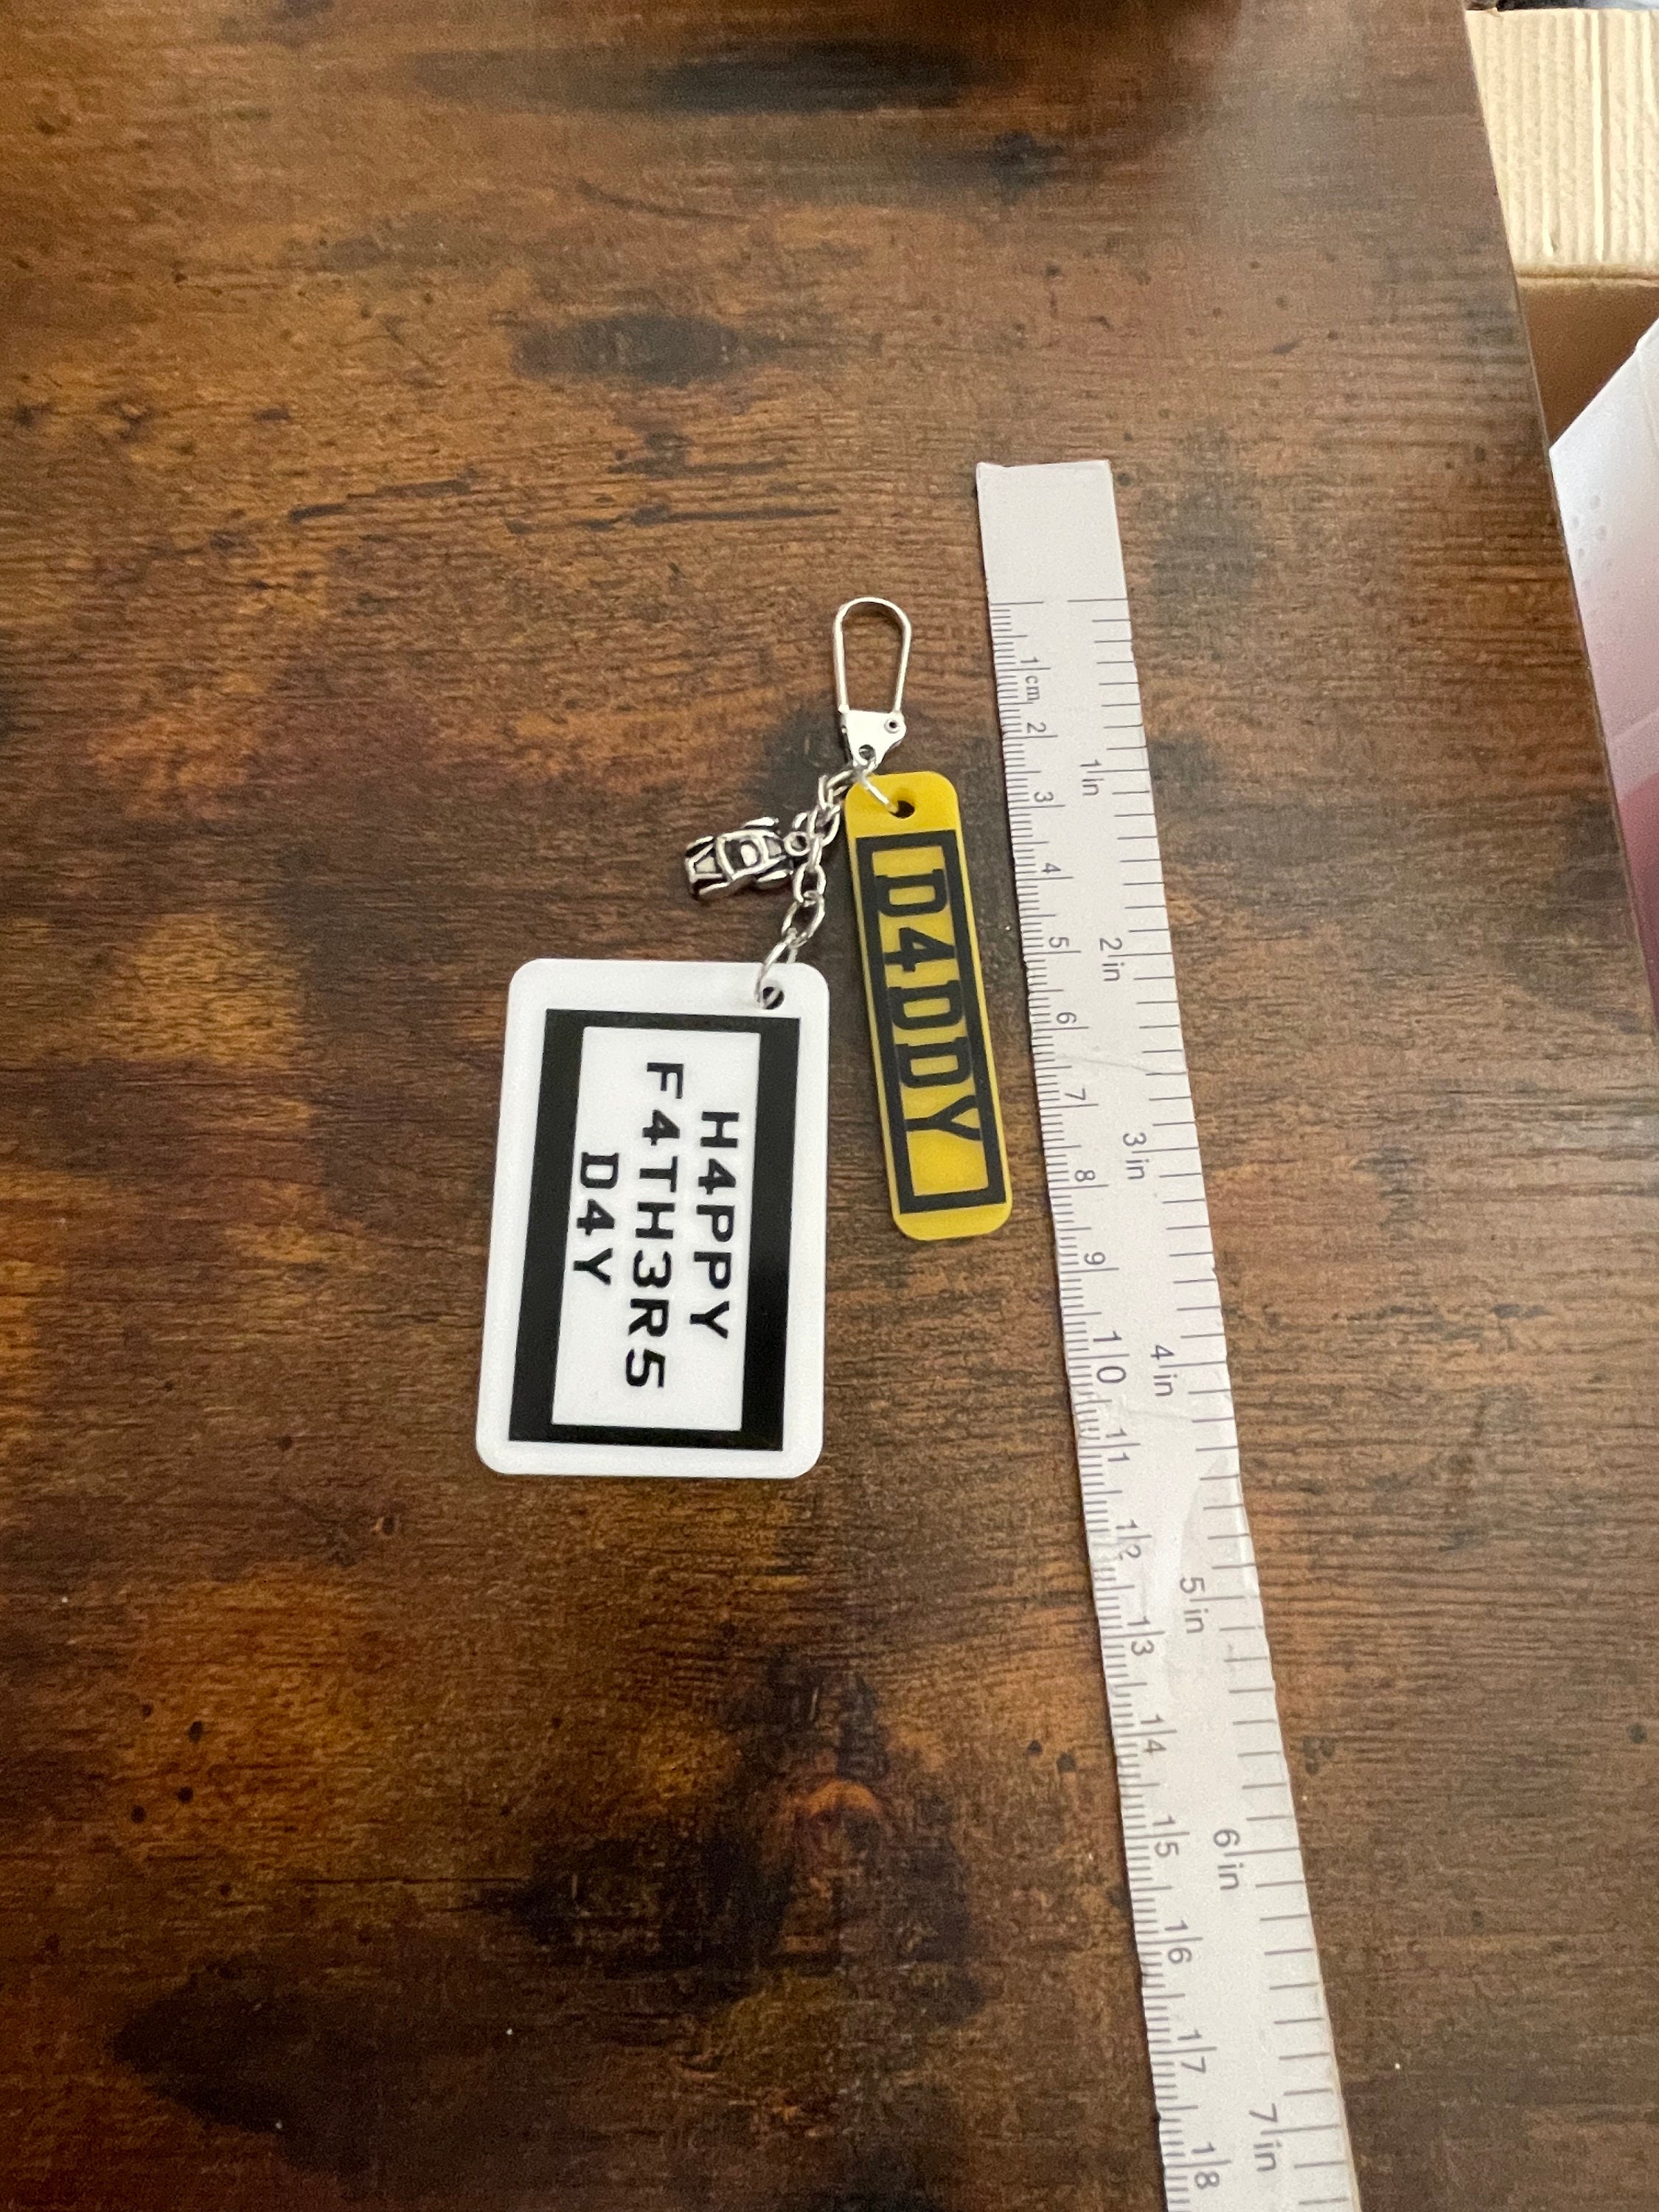 D4DDY
H4PPY
F4TH3R5
D4Y
1 cm 2 3 4 5 6 7 8 9 10 11 12 13 14 15 16 17 18
1 in 2 in 3 in 4 in 5 in 6 in 7 in